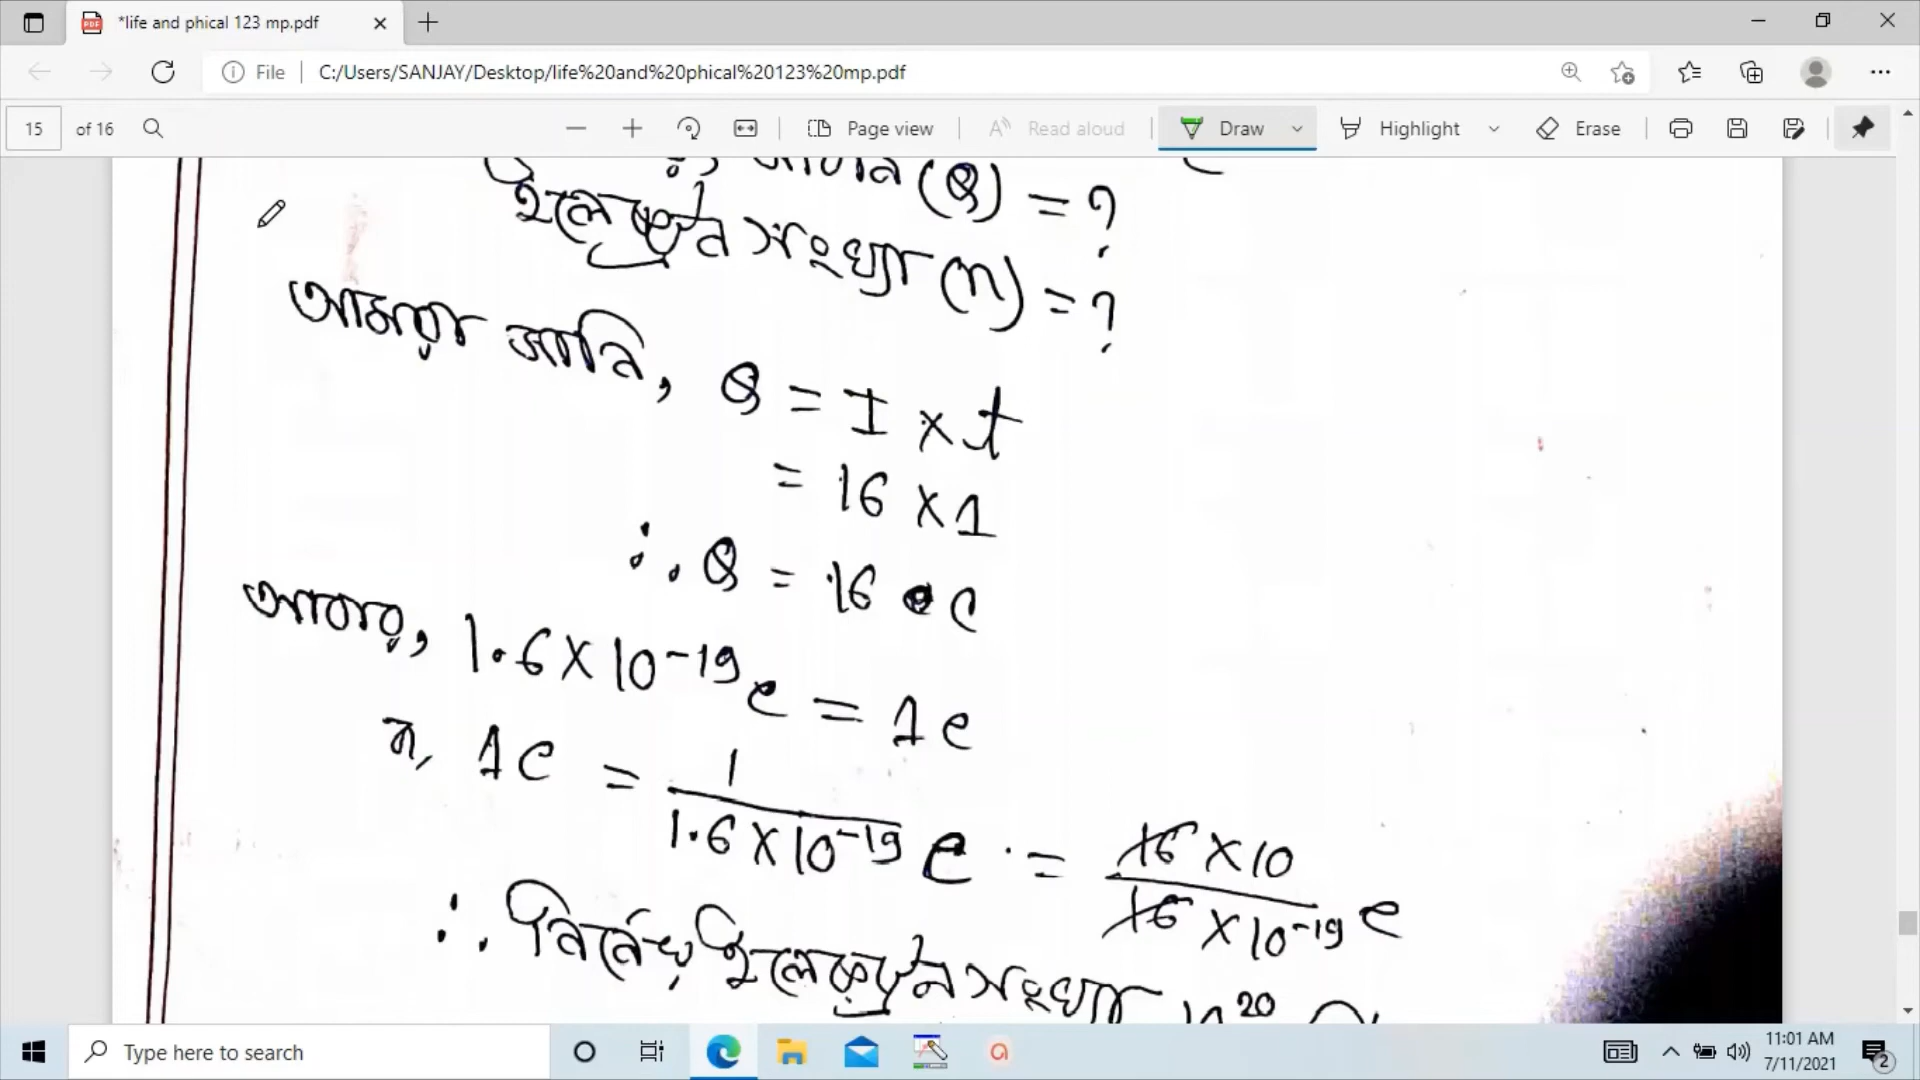 *life and phical 123 mp.pdf
File C:/Users/SANJAY/Desktop/life%20and%20phical%20123%20mp.pdf
15 of 16 Page view Read aloud Draw Highlight Erase
(Q) = ?
ইলেকট্রন সংখ্যা (n) = ?
আমরা জানি, Q = I × t
= 16 × 1
∴ Q = 16 c
আবার, 1.6 × 10⁻¹⁹ e = 1 e
বা, 1 c = 1 / 1.6 × 10⁻¹⁹ e = 16 × 10 / 16 × 10⁻¹⁹ e
∴ নির্ণেয় ইলেকট্রন সংখ্যা 10²⁰
Type here to search
11:01 AM
7/11/2021
2